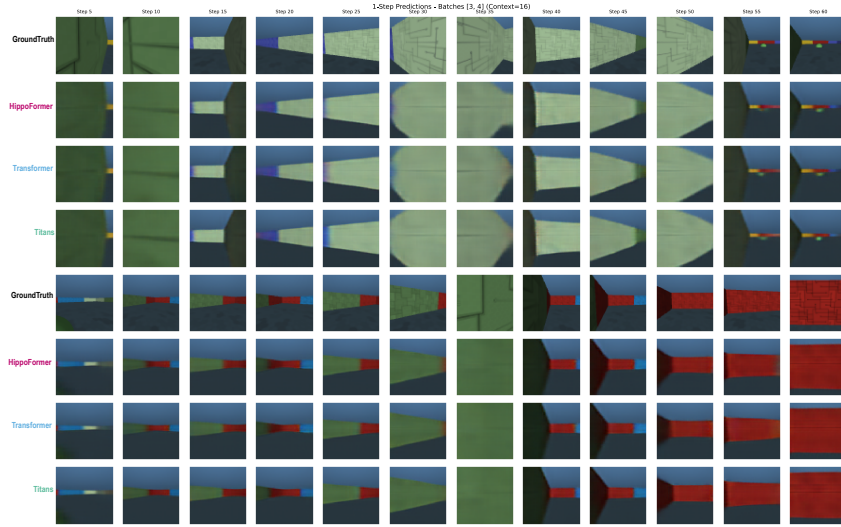 1-Step Predictions - Batches [3, 4] (Context=16)
Step 5 Step 10 Step 15 Step 20 Step 25 Step 30 Step 35 Step 40 Step 45 Step 50 Step 55 Step 60
GroundTruth
HippoFormer
Transformer
Titans
GroundTruth
HippoFormer
Transformer
Titans